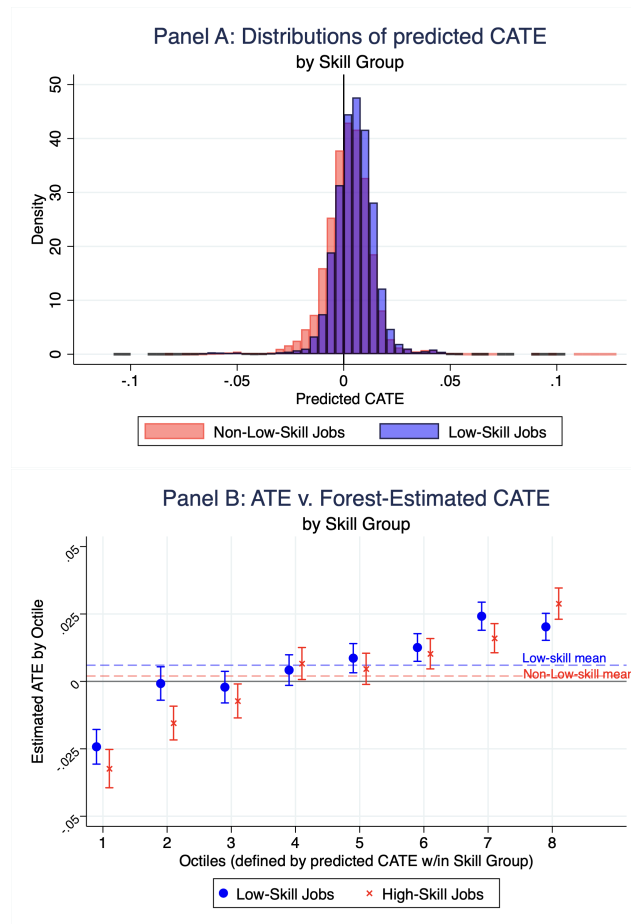 Panel A: Distributions of predicted CATE
by Skill Group
50
40
30
20
10
0
Density
-.1
-.05
0
.05
.1
Predicted CATE
Non-Low-Skill Jobs
Low-Skill Jobs
Panel B: ATE v. Forest-Estimated CATE
by Skill Group
.05
.025
0
-.025
-.05
Estimated ATE by Octile
Low-skill mean
Non-Low-skill mean
1
2
3
4
5
6
7
8
Octiles (defined by predicted CATE w/in Skill Group)
Low-Skill Jobs
High-Skill Jobs